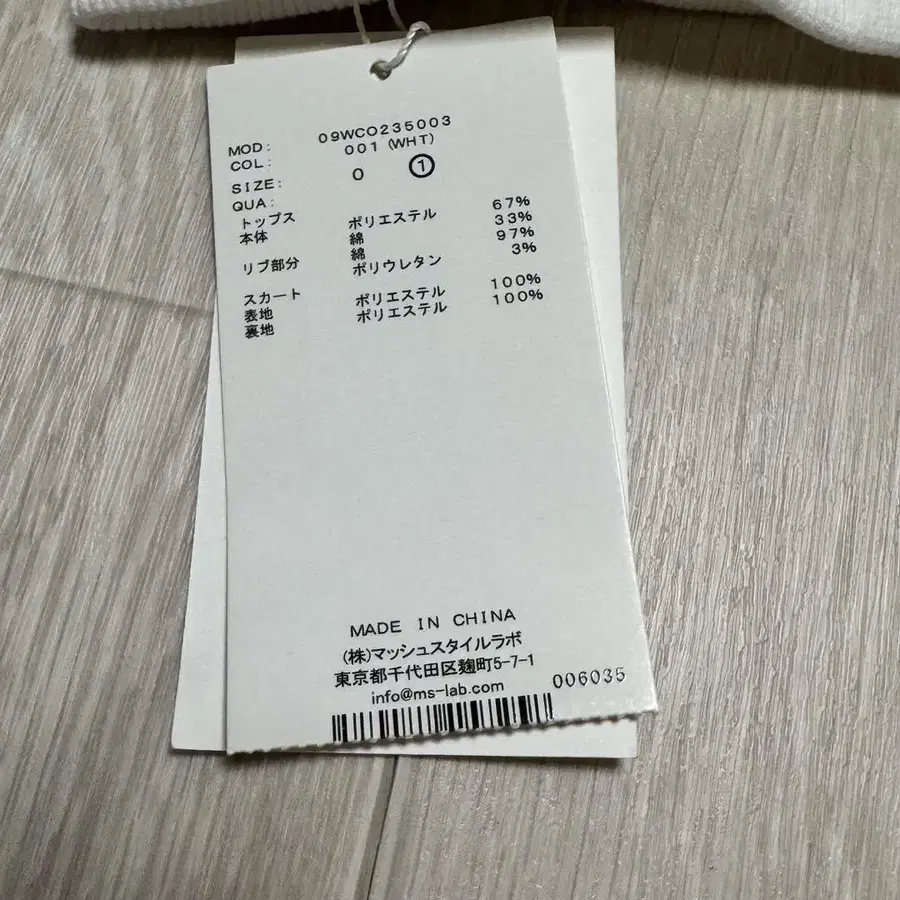 MOD: 09WCO235003
COL: 001 (WHT)
SIZE: 0 ①
QUA:
トップス
本体 ポリエステル 67%
綿 33%
リブ部分 綿 97%
ポリウレタン 3%
スカート
表地 ポリエステル 100%
裏地 ポリエステル 100%
MADE IN CHINA
(株)マッシュスタイルラボ
東京都千代田区麹町5-7-1
info@ms-lab.com
006035